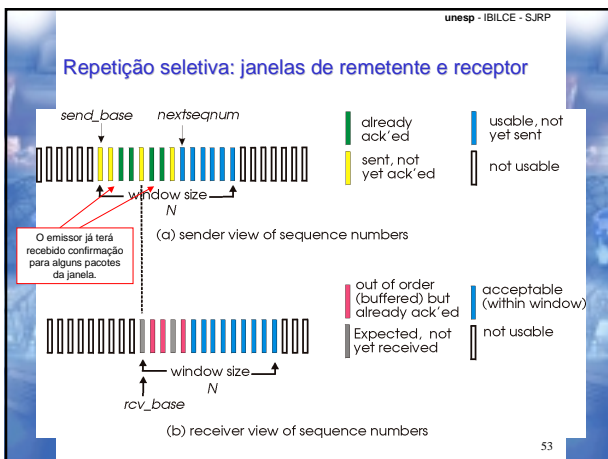 unesp - IBILCE - SJRP
Repetição seletiva: janelas de remetente e receptor
send_base
nextseqnum
already
ack'ed
usable, not
yet sent
sent, not
yet ack'ed
not usable
window size
N
O emissor já terá
recebido confirmação
para alguns pacotes
da janela.
(a) sender view of sequence numbers
out of order
(buffered) but
already ack'ed
acceptable
(within window)
Expected, not
yet received
not usable
window size
N
rcv_base
(b) receiver view of sequence numbers
53